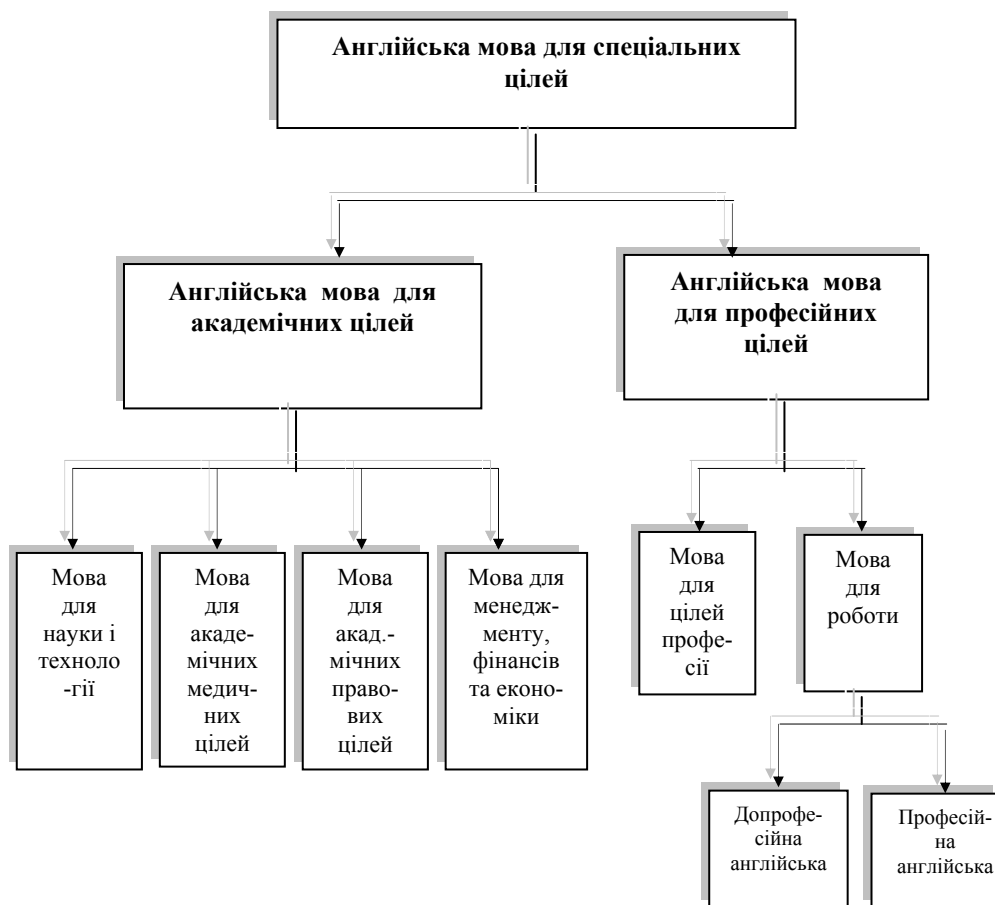 Англійська мова для спеціальних
цілей
Англійська мова для
академічних цілей
Англійська мова
для професійних
цілей
Мова
для
науки і
техноло
-гії
Мова
для
акаде-
мічних
медич-
них
цілей
Мова
для
акад.-
мічних
право-
вих
цілей
Мова для
менедж-
менту,
фінансів
та еконо-
міки
Мова
для
цілей
профе-
сії
Мова
для
роботи
Допрофе-
сійна
англійська
Професій-
на
англійська